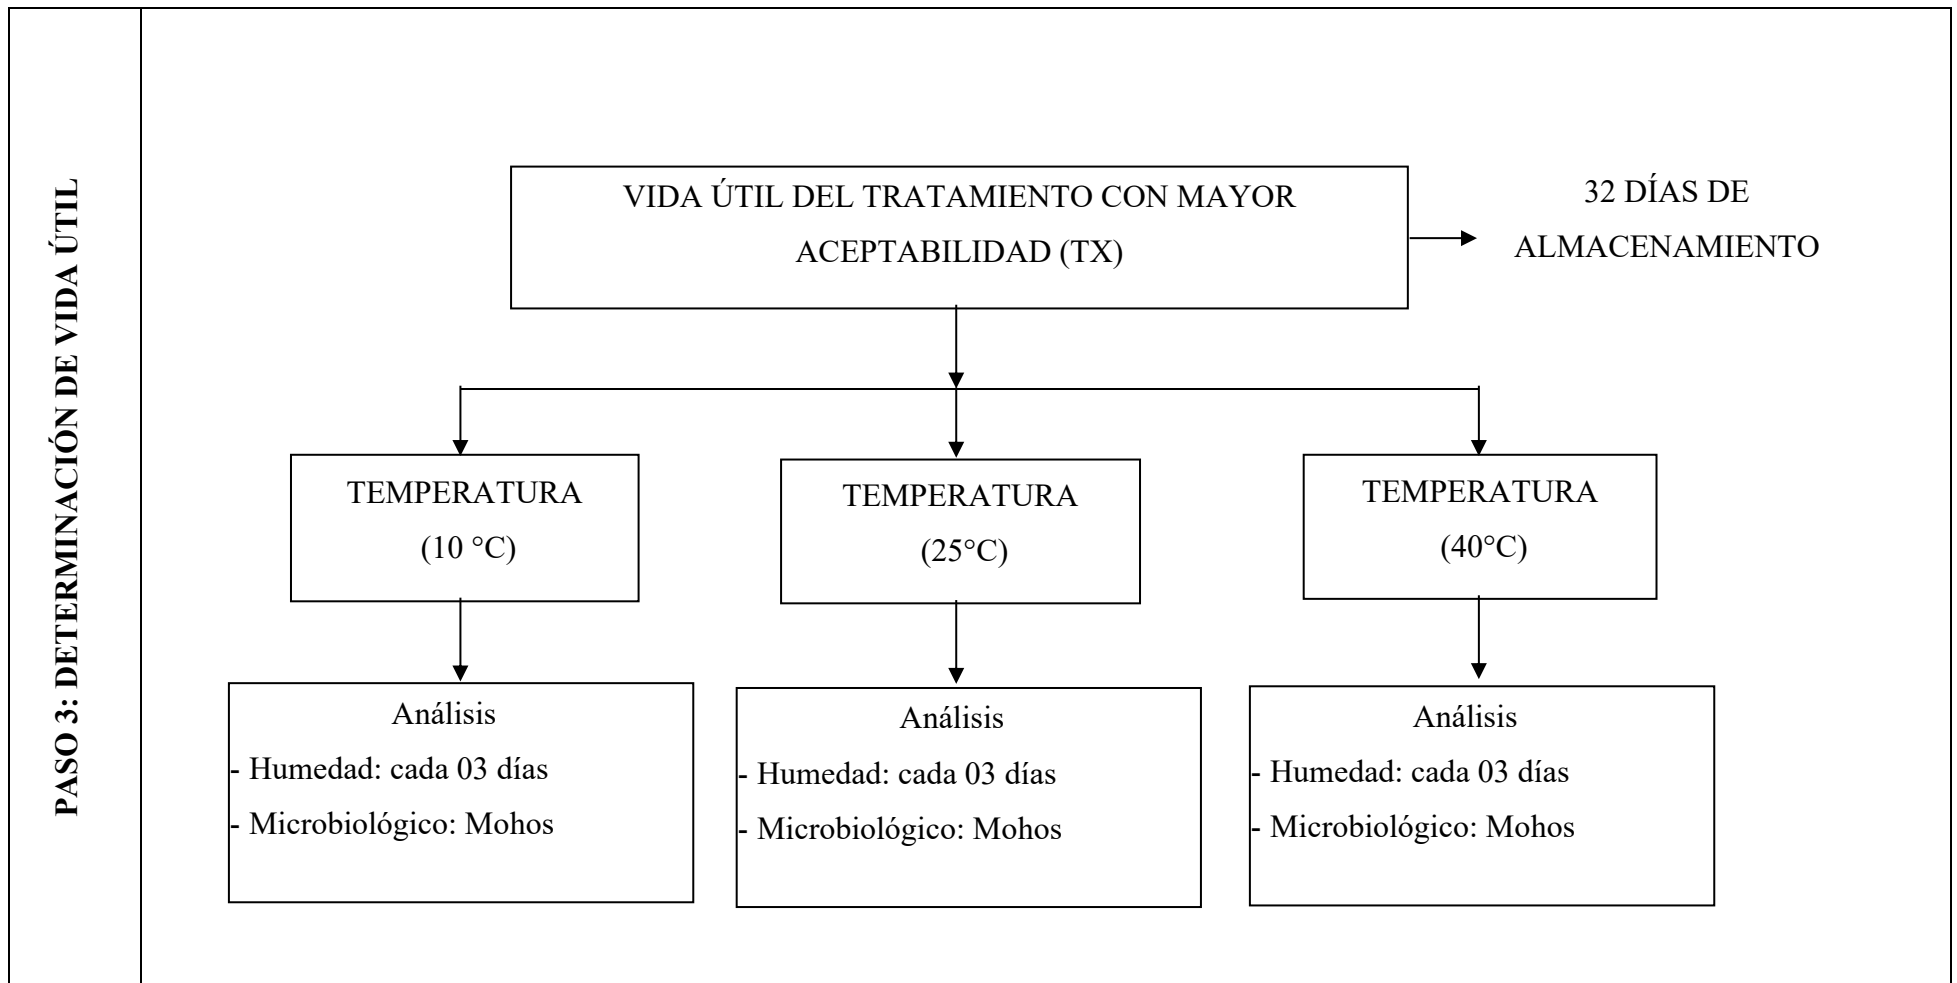 PASO 3: DETERMINACIÓN DE VIDA ÚTIL
VIDA ÚTIL DEL TRATAMIENTO CON MAYOR
ACEPTABILIDAD (TX)
32 DÍAS DE
ALMACENAMIENTO
TEMPERATURA
(10 °C)
TEMPERATURA
(25°C)
TEMPERATURA
(40°C)
Análisis
- Humedad: cada 03 días
- Microbiológico: Mohos
Análisis
- Humedad: cada 03 días
- Microbiológico: Mohos
Análisis
- Humedad: cada 03 días
- Microbiológico: Mohos